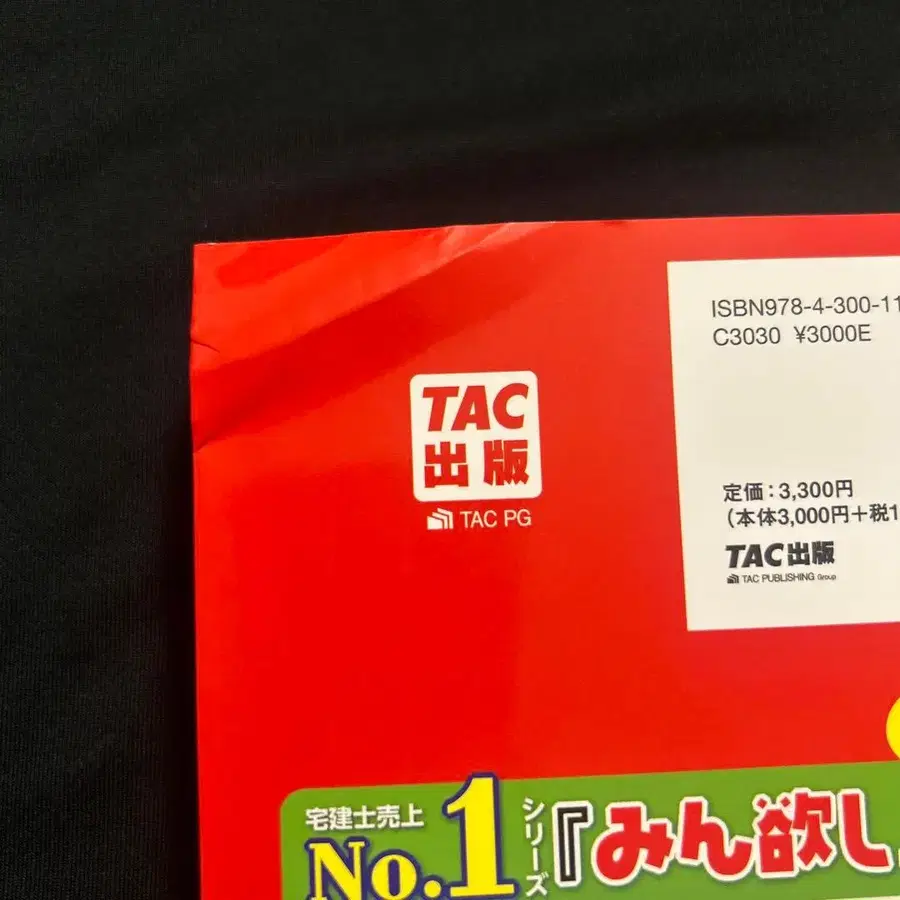 ISBN978-4-300-11
C3030 ¥3000E
TAC
出版
TAC PG
定価:3,300円
(本体3,000円+税1
TAC出版
TAC PUBLISHING Group
宅建士売上
No.1
シリーズ
『みん欲し